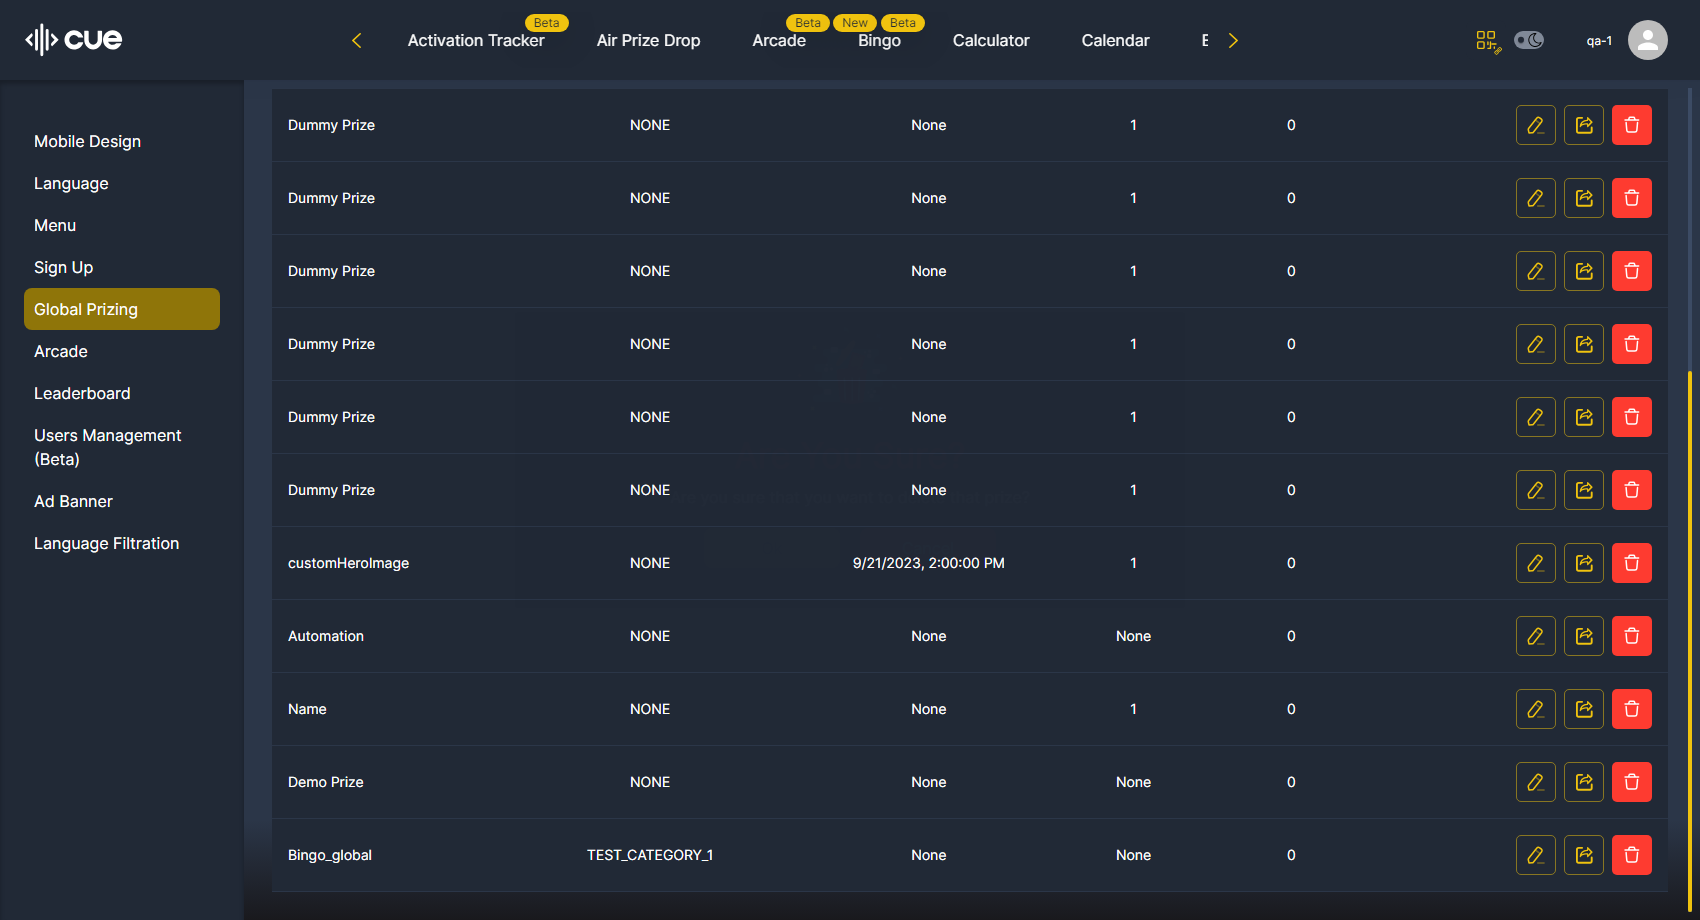 cue
Activation Tracker Beta
Air Prize Drop
Arcade Beta
Bingo New Beta
Calculator
Calendar
qa-1
Mobile Design
Language
Menu
Sign Up
Global Prizing
Arcade
Leaderboard
Users Management
(Beta)
Ad Banner
Language Filtration
Dummy Prize NONE None 1 0
Dummy Prize NONE None 1 0
Dummy Prize NONE None 1 0
Dummy Prize NONE None 1 0
Dummy Prize NONE None 1 0
Dummy Prize NONE None 1 0
customHeroImage NONE 9/21/2023, 2:00:00 PM 1 0
Automation NONE None None 0
Name NONE None 1 0
Demo Prize NONE None None 0
Bingo_global TEST_CATEGORY_1 None None 0